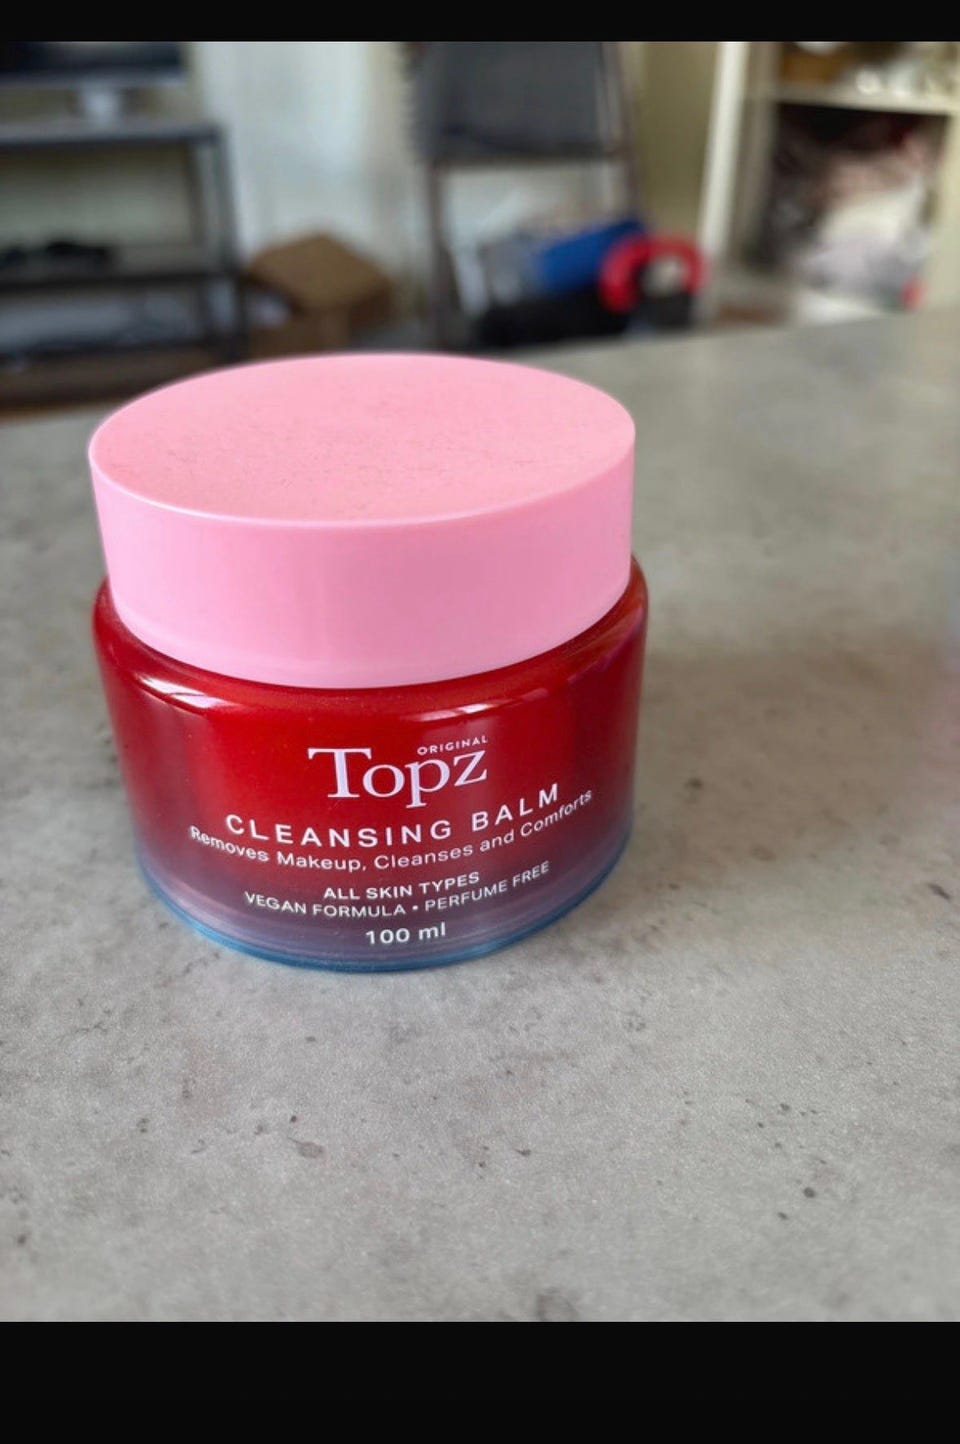 ORIGINAL
Topz
CLEANSING BALM
Removes Makeup, Cleanses and Comforts
ALL SKIN TYPES
VEGAN FORMULA • PERFUME FREE
100 ml